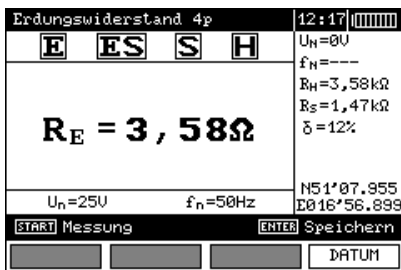 Erdungswiderstand 4p 12:17
E ES S H
UN=0V
fN=---
RH=3,58kΩ
RS=1,47kΩ
δ=12%
RE = 3,58Ω
N51'07.955
E016'56.899
Un=25V fn=50Hz
START Messung ENTER Speichern
DATUM